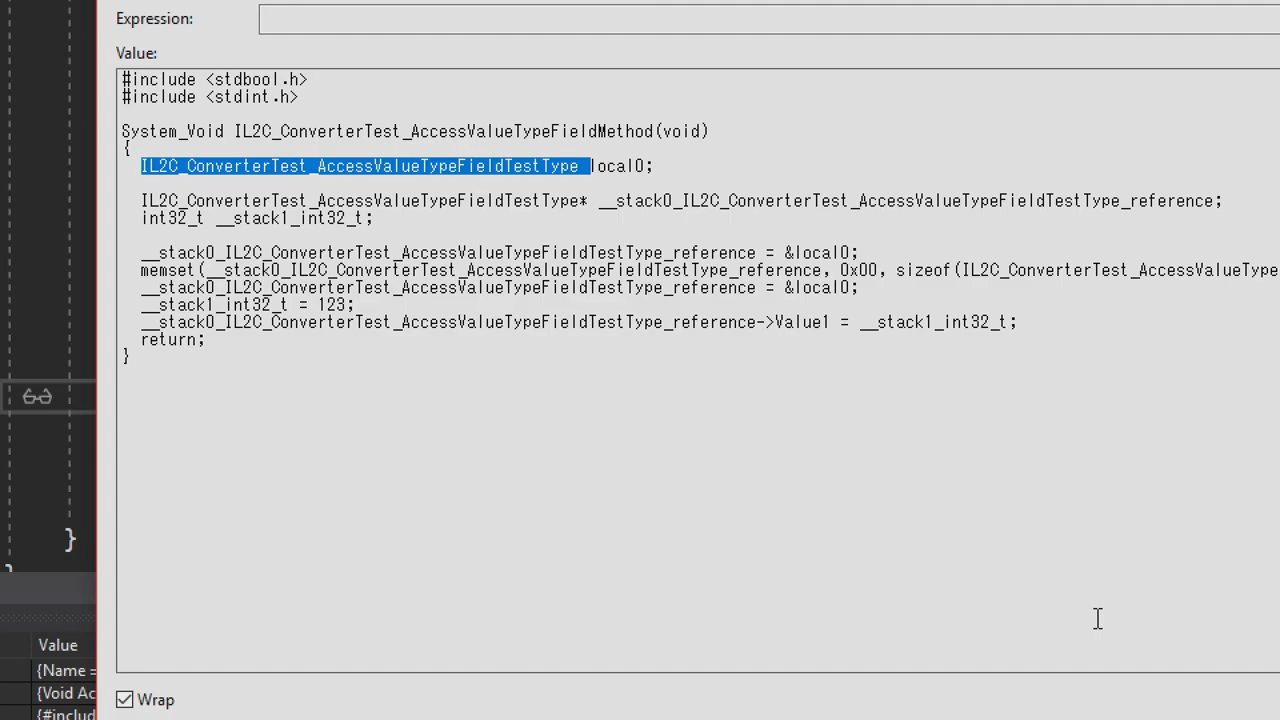 Expression:
Value:
#include <stdbool.h>
#include <stdint.h>
System_Void IL2C_ConverterTest_AccessValueTypeFieldMethod(void)
{
IL2C_ConverterTest_AccessValueTypeFieldTestType local0;
IL2C_ConverterTest_AccessValueTypeFieldTestType* __stack0_IL2C_ConverterTest_AccessValueTypeFieldTestType_reference;
int32_t __stack1_int32_t;
__stack0_IL2C_ConverterTest_AccessValueTypeFieldTestType_reference = &local0;
memset(__stack0_IL2C_ConverterTest_AccessValueTypeFieldTestType_reference, 0x00, sizeof(IL2C_ConverterTest_AccessValueType
__stack0_IL2C_ConverterTest_AccessValueTypeFieldTestType_reference = &local0;
__stack1_int32_t = 123;
__stack0_IL2C_ConverterTest_AccessValueTypeFieldTestType_reference->Value1 = __stack1_int32_t;
return;
}
}
Value
{Name =
{Void Ac
{#includ
Wrap